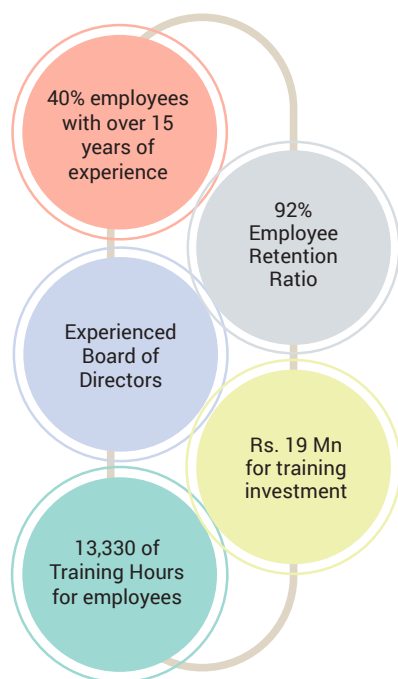 40% employees
with over 15
years of
experience
92%
Employee
Retention
Ratio
Experienced
Board of
Directors
Rs. 19 Mn
for training
investment
13,330 of
Training Hours
for employees